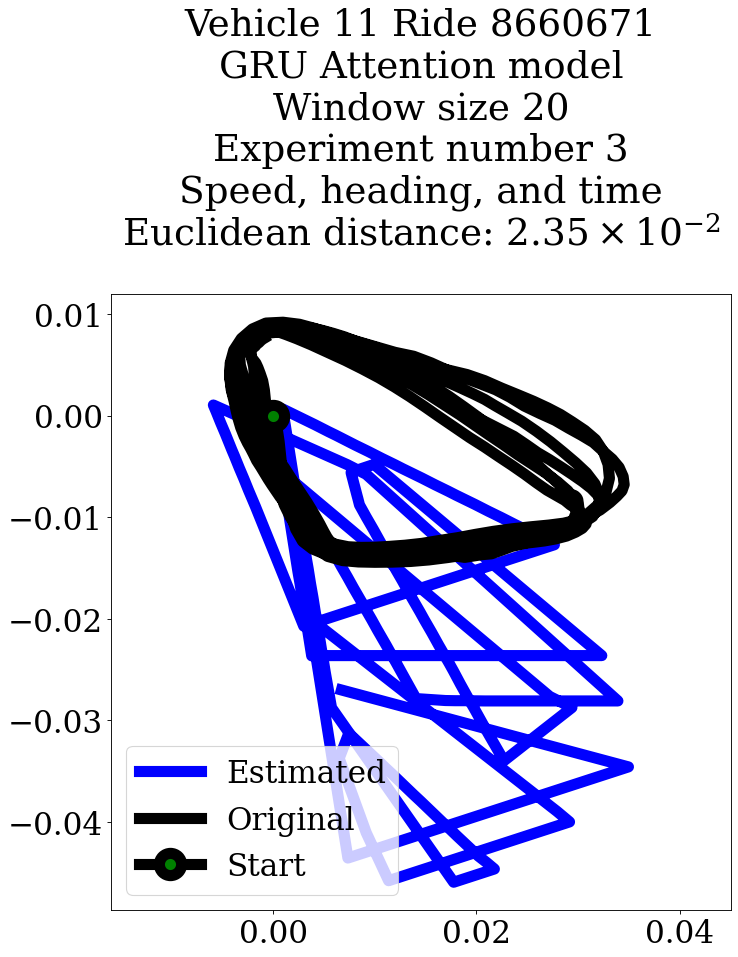 Vehicle 11 Ride 8660671
GRU Attention model
Window size 20
Experiment number 3
Speed, heading, and time
Euclidean distance: 2.35 × 10⁻²
0.01
0.00
−0.01
−0.02
−0.03
−0.04
Estimated
Original
Start
0.00 0.02 0.04